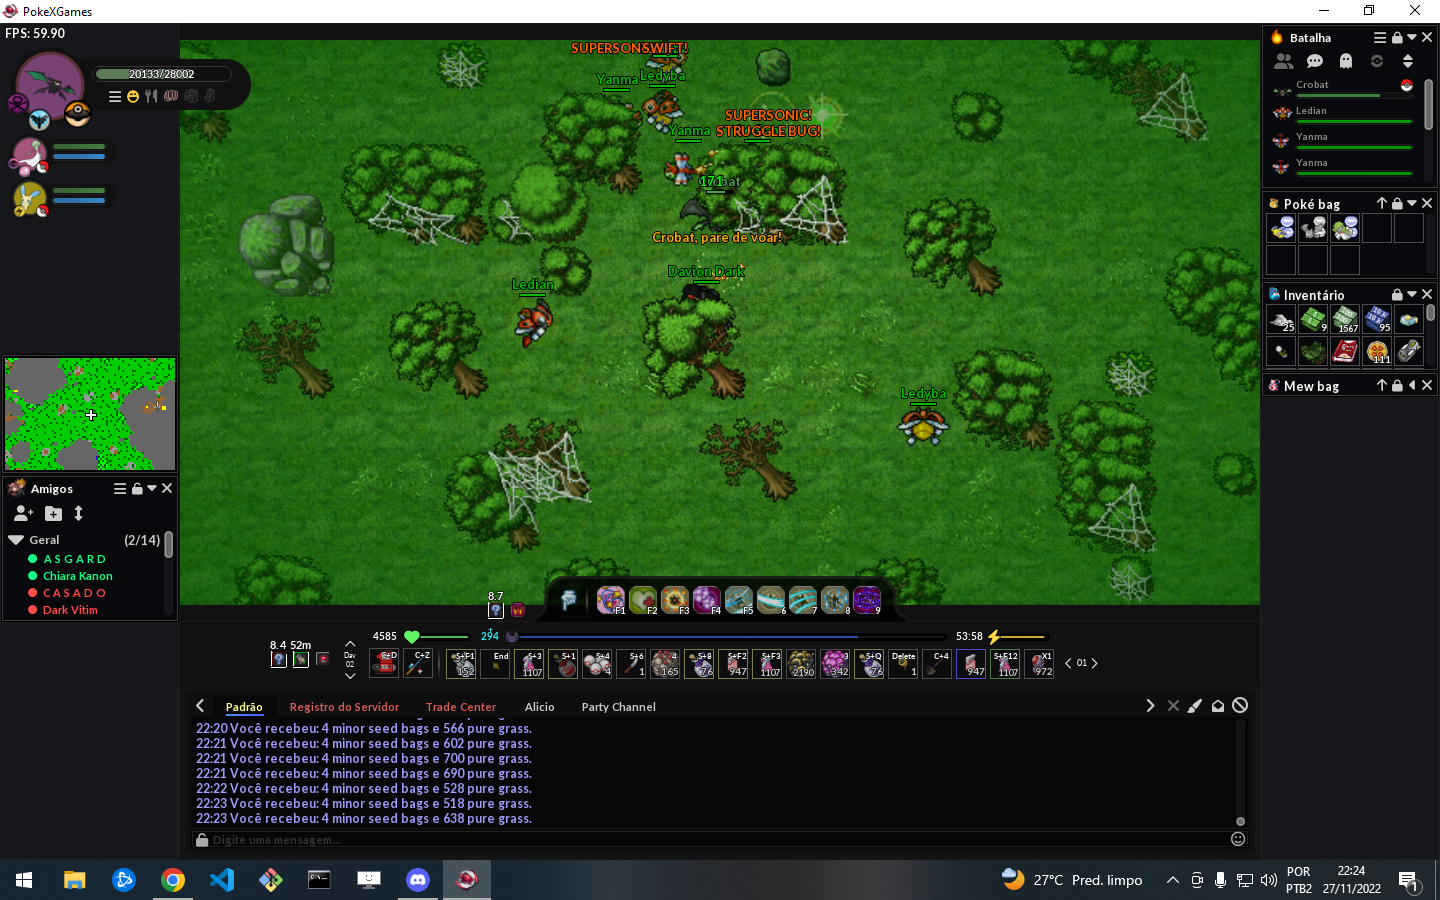 PokeXGames
FPS: 59.90
20133/28002
SUPERSONSWIFT!
Yanma
Ledyba
SUPERSONIC!
STRUGGLE BUG!
Yanma
171
Crobat, pare de voar!
Davion Dark
Ledian
Ledyba
Batalha
Crobat
Ledian
Yanma
Yanma
Poké bag
Inventário
25
9
1567
95
111
Mew bag
Amigos
Geral
(2/14)
A S G A R D
Chiara Kanon
C A S A D O
Dark Vitim
8.7
F1
F2
F3
F4
F5
6
7
8
9
4585
294
53:58
8.4 52m
Dav
02
C+D
C+Z
S+F1
152
End
S+3
1107
S+1
S+4
4
S+6
1
4
165
S+8
76
S+F2
947
S+F3
1107
2190
3
342
S+Q
76
Delete
1
C+4
947
S+F12
1107
X1
972
01
Padrão
Registro do Servidor
Trade Center
Alicio
Party Channel
22:20 Você recebeu: 4 minor seed bags e 566 pure grass.
22:21 Você recebeu: 4 minor seed bags e 602 pure grass.
22:21 Você recebeu: 4 minor seed bags e 700 pure grass.
22:21 Você recebeu: 4 minor seed bags e 690 pure grass.
22:22 Você recebeu: 4 minor seed bags e 528 pure grass.
22:23 Você recebeu: 4 minor seed bags e 518 pure grass.
22:23 Você recebeu: 4 minor seed bags e 638 pure grass.
Digite uma mensagem...
27°C Pred. limpo
POR
PTB2
22:24
27/11/2022
1